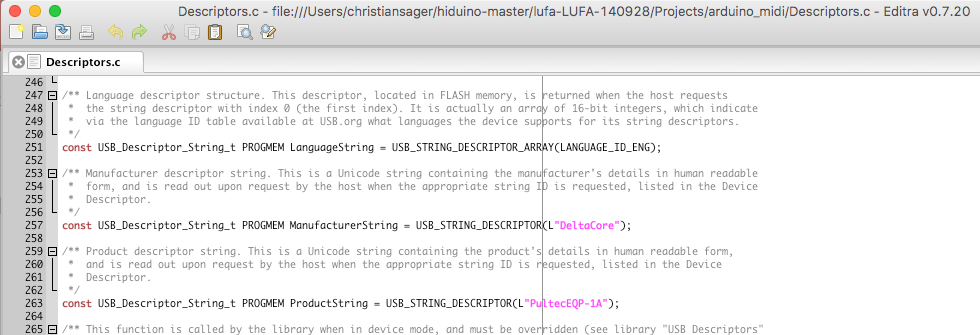 Descriptors.c - file:///Users/christiansager/hiduino-master/lufa-LUFA-140928/Projects/arduino_midi/Descriptors.c - Editra v0.7.20
Descriptors.c
246
247 /** Language descriptor structure. This descriptor, located in FLASH memory, is returned when the host requests
248 * the string descriptor with index 0 (the first index). It is actually an array of 16-bit integers, which indicate
249 * via the language ID table available at USB.org what languages the device supports for its string descriptors.
250 */
251 const USB_Descriptor_String_t PROGMEM LanguageString = USB_STRING_DESCRIPTOR_ARRAY(LANGUAGE_ID_ENG);
252
253 /** Manufacturer descriptor string. This is a Unicode string containing the manufacturer's details in human readable
254 * form, and is read out upon request by the host when the appropriate string ID is requested, listed in the Device
255 * Descriptor.
256 */
257 const USB_Descriptor_String_t PROGMEM ManufacturerString = USB_STRING_DESCRIPTOR(L"DeltaCore");
258
259 /** Product descriptor string. This is a Unicode string containing the product's details in human readable form,
260 * and is read out upon request by the host when the appropriate string ID is requested, listed in the Device
261 * Descriptor.
262 */
263 const USB_Descriptor_String_t PROGMEM ProductString = USB_STRING_DESCRIPTOR(L"PultecEQP-1A");
264
265 /** This function is called by the library when in device mode, and must be overridden (see library "USB Descriptors"